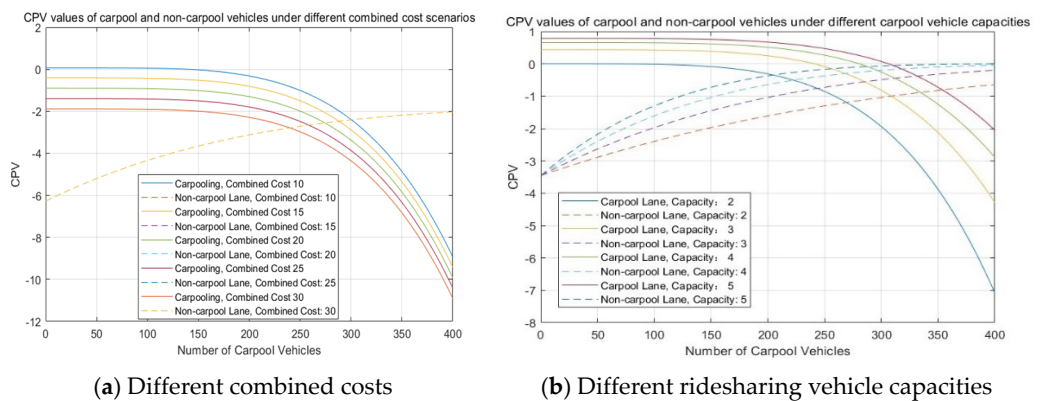 CPV values of carpool and non-carpool vehicles under different combined cost scenarios
2
0
-2
-4
-6
-8
-10
-12
CPV
Carpooling, Combined Cost 10
Non-carpool Lane, Combined Cost: 10
Carpooling, Combined Cost 15
Non-carpool Lane, Combined Cost: 15
Carpooling, Combined Cost 20
Non-carpool Lane, Combined Cost: 20
Carpooling, Combined Cost 25
Non-carpool Lane, Combined Cost: 25
Carpooling, Combined Cost 30
Non-carpool Lane, Combined Cost: 30
0 50 100 150 200 250 300 350 400
Number of Carpool Vehicles
(a) Different combined costs
CPV values of carpool and non-carpool vehicles under different carpool vehicle capacities
1
0
-1
-2
-3
-4
-5
-6
-7
-8
CPV
Carpool Lane, Capacity: 2
Non-carpool Lane, Capacity: 2
Carpool Lane, Capacity: 3
Non-carpool Lane, Capacity: 3
Carpool Lane, Capacity: 4
Non-carpool Lane, Capacity: 4
Carpool Lane, Capacity: 5
Non-carpool Lane, Capacity: 5
0 50 100 150 200 250 300 350 400
Number of Carpool Vehicles
(b) Different ridesharing vehicle capacities